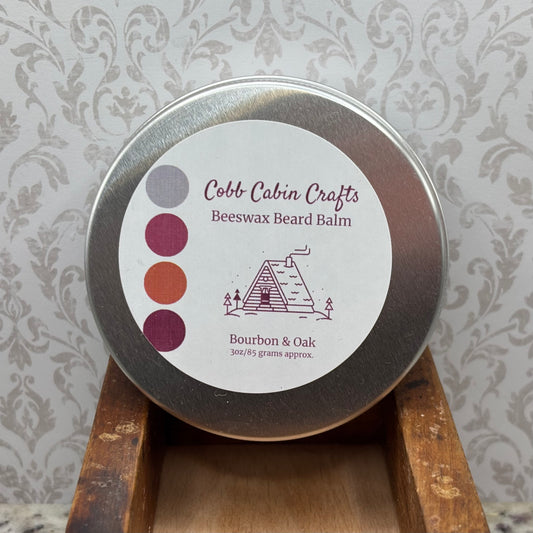 Cobb Cabin Crafts
Beeswax Beard Balm
Bourbon & Oak
3oz/85 grams approx.